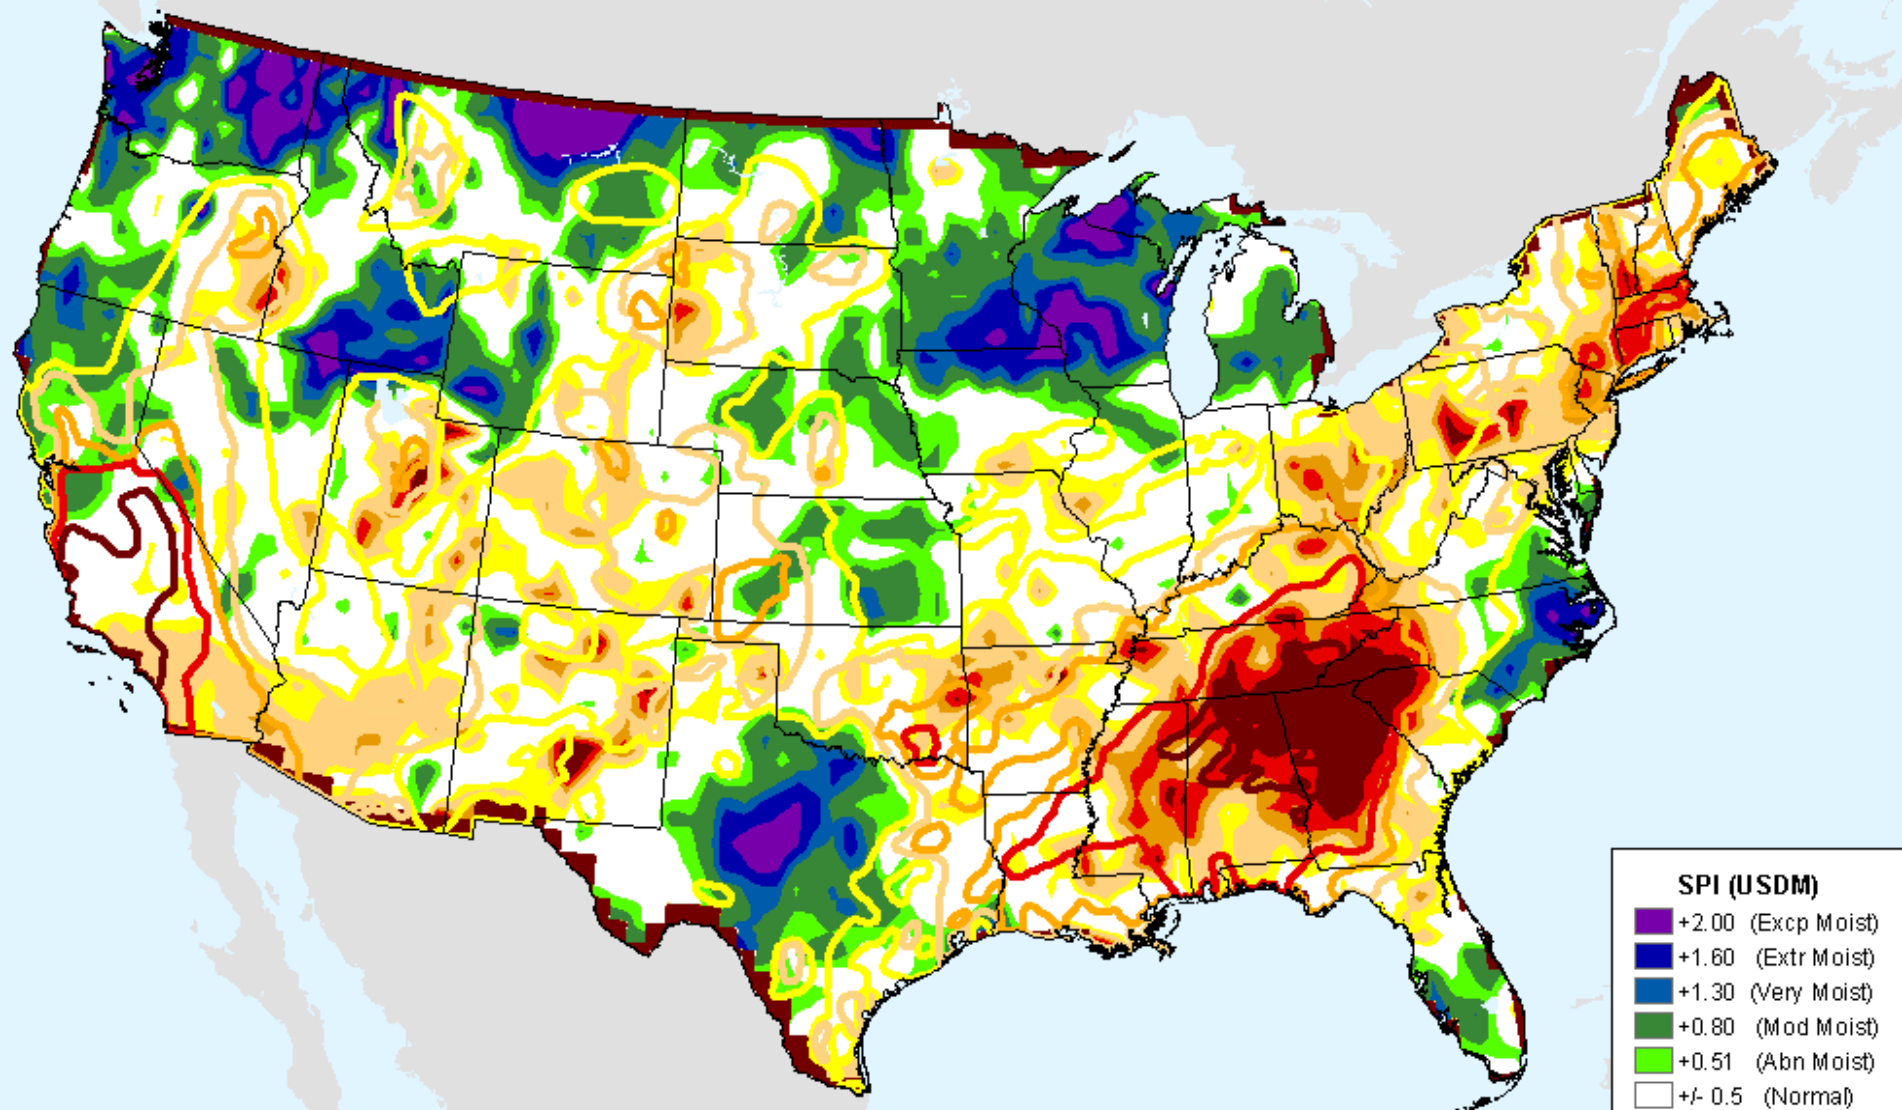 SPI (USDM)
+2.00 (Excp Moist)
+1.60 (Extr Moist)
+1.30 (Very Moist)
+0.80 (Mod Moist)
+0.51 (Abn Moist)
+/- 0.5 (Normal)